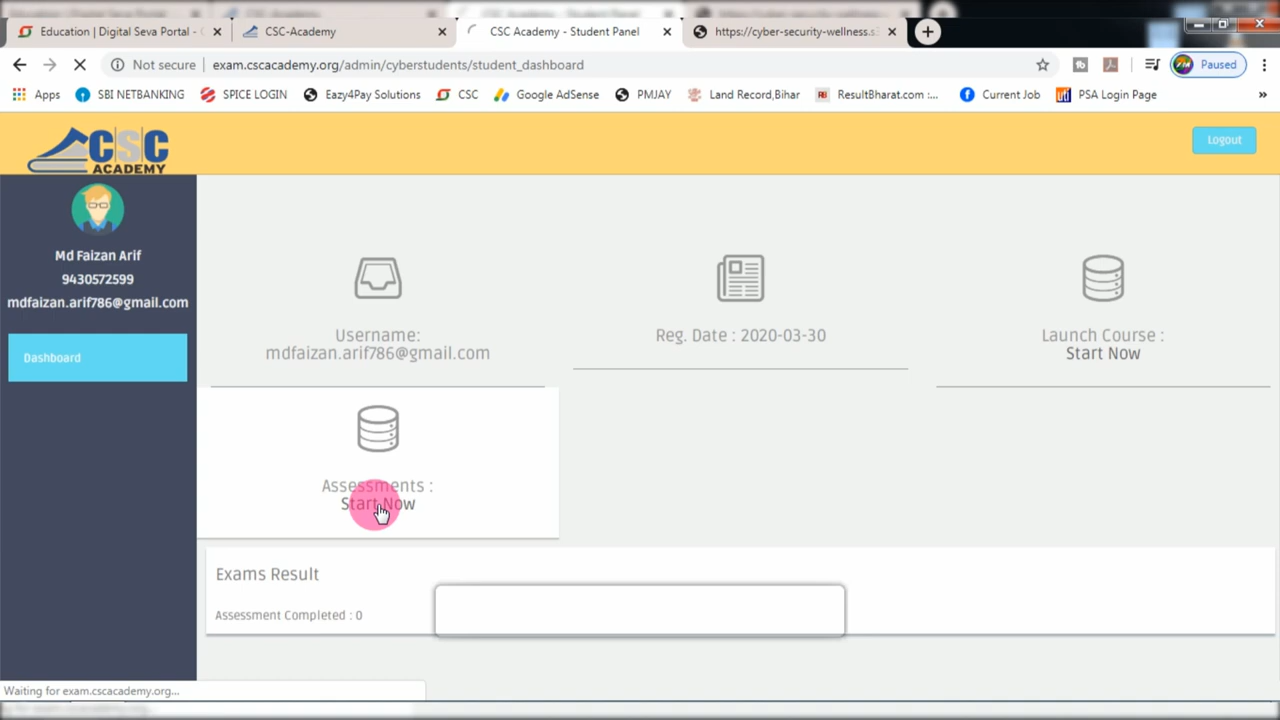 Education | Digital Seva Portal - C
CSC-Academy
CSC Academy - Student Panel
https://cyber-security-wellness.s
Not secure
exam.cscacademy.org/admin/cyberstudents/student_dashboard
Paused
Apps
SBI NETBANKING
SPICE LOGIN
Eazy4Pay Solutions
CSC
Google AdSense
PMJAY
Land Record,Bihar
ResultBharat.com :...
Current Job
PSA Login Page
»
CSC
ACADEMY
Logout
Md Faizan Arif
9430572599
mdfaizan.arif786@gmail.com
Dashboard
Username:
mdfaizan.arif786@gmail.com
Reg. Date : 2020-03-30
Launch Course :
Start Now
Assessments :
Start Now
Exams Result
Assessment Completed : 0
Waiting for exam.cscacademy.org...